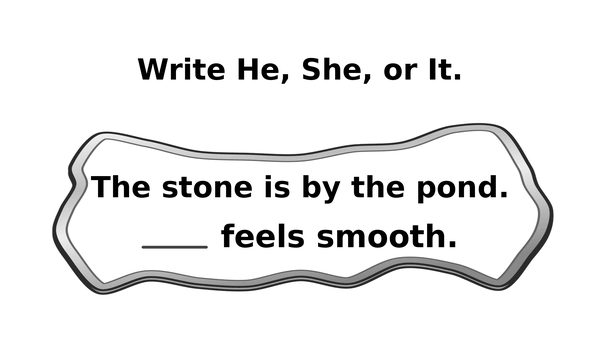 Write He, She, or It.
The stone is by the pond.
____ feels smooth.